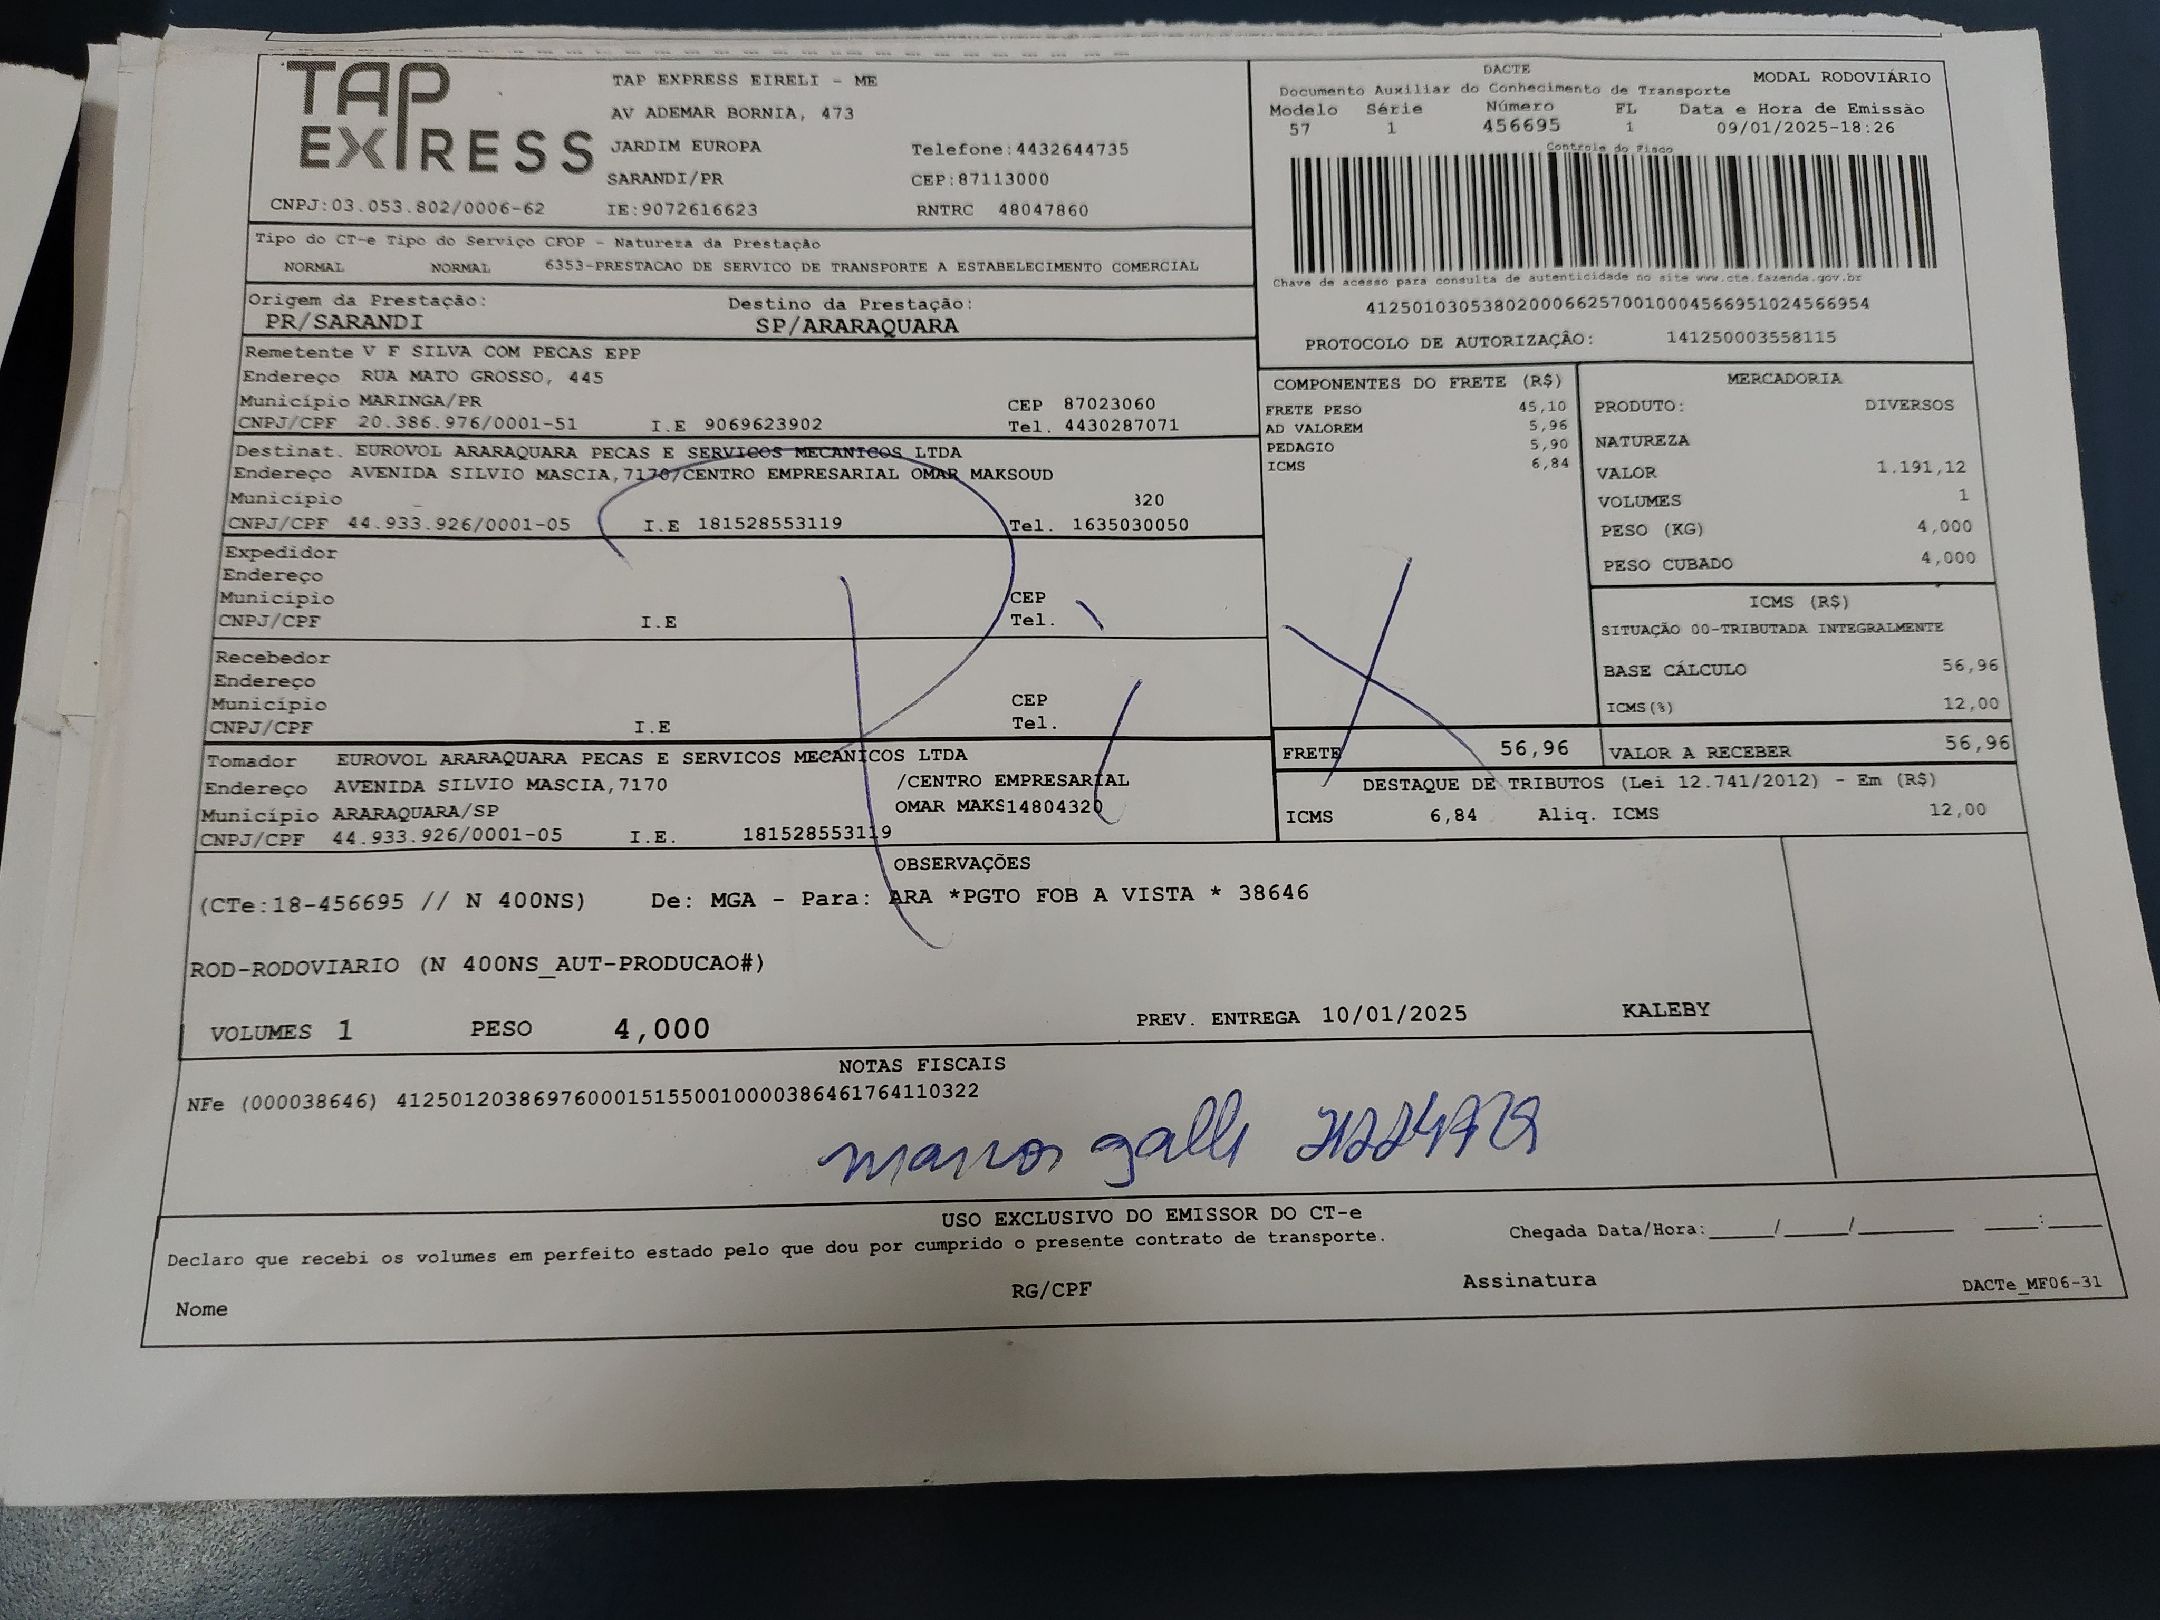 TAP EXPRESS
TAP EXPRESS EIRELI - ME
AV ADEMAR BORNIA, 473
JARDIM EUROPA Telefone:4432644735
SARANDI/PR CEP:87113000
CNPJ:03.053.802/0006-62 IE:9072616623 RNTRC 48047860
DACTE MODAL RODOVIÁRIO
Documento Auxiliar do Conhecimento de Transporte
Modelo Série Número FL Data e Hora de Emissão
57 1 456695 1 09/01/2025-18:26
Controle do Fisco
Chave de acesso para consulta de autenticidade no site www.cte.fazenda.gov.br
41250103053802000662570010004566951024566954
PROTOCOLO DE AUTORIZAÇÃO: 141250003558115
Tipo do CT-e Tipo do Serviço CFOP - Natureza da Prestação
NORMAL NORMAL 6353-PRESTACAO DE SERVICO DE TRANSPORTE A ESTABELECIMENTO COMERCIAL
Origem da Prestação: Destino da Prestação:
PR/SARANDI SP/ARARAQUARA
Remetente V F SILVA COM PECAS EPP
Endereço RUA MATO GROSSO, 445
Município MARINGA/PR CEP 87023060
CNPJ/CPF 20.386.976/0001-51 I.E 9069623902 Tel. 4430287071
Destinat. EUROVOL ARARAQUARA PECAS E SERVICOS MECANICOS LTDA
Endereço AVENIDA SILVIO MASCIA,7170/CENTRO EMPRESARIAL OMAR MAKSOUD
Município 320
CNPJ/CPF 44.933.926/0001-05 I.E 181528553119 Tel. 1635030050
Expedidor
Endereço
Município CEP
CNPJ/CPF I.E Tel.
Recebedor
Endereço
Município CEP
CNPJ/CPF I.E Tel.
Tomador EUROVOL ARARAQUARA PECAS E SERVICOS MECANICOS LTDA
Endereço AVENIDA SILVIO MASCIA,7170 /CENTRO EMPRESARIAL
Município ARARAQUARA/SP OMAR MAKS14804320
CNPJ/CPF 44.933.926/0001-05 I.E. 181528553119
COMPONENTES DO FRETE (R$)
FRETE PESO 45,10
AD VALOREM 5,96
PEDAGIO 5,90
ICMS 6,84
MERCADORIA
PRODUTO: DIVERSOS
NATUREZA
VALOR 1.191,12
VOLUMES 1
PESO (KG) 4,000
PESO CUBADO 4,000
ICMS (R$)
SITUAÇÃO 00-TRIBUTADA INTEGRALMENTE
BASE CÁLCULO 56,96
ICMS(%) 12,00
FRETE 56,96 VALOR A RECEBER 56,96
DESTAQUE DE TRIBUTOS (Lei 12.741/2012) - Em (R$)
ICMS 6,84 Aliq. ICMS 12,00
OBSERVAÇÕES
(CTe:18-456695 // N 400NS) De: MGA - Para: ARA *PGTO FOB A VISTA * 38646
ROD-RODOVIARIO (N 400NS_AUT-PRODUCAO#)
VOLUMES 1 PESO 4,000 PREV. ENTREGA 10/01/2025 KALEBY
NOTAS FISCAIS
NFe (000038646) 41250120386976000151550010000386461764110322
USO EXCLUSIVO DO EMISSOR DO CT-e
Declaro que recebi os volumes em perfeito estado pelo que dou por cumprido o presente contrato de transporte. Chegada Data/Hora:_____/_____/________ ____:____
Nome RG/CPF Assinatura DACTe_MF06-31